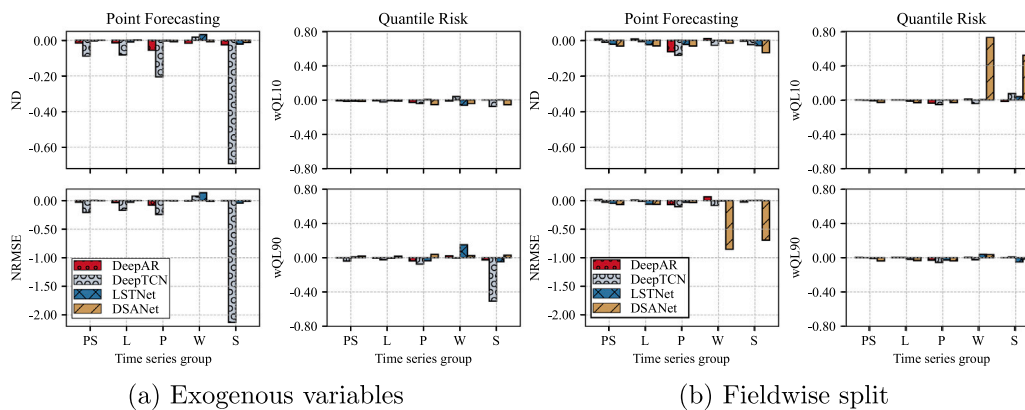 Point Forecasting
Quantile Risk
ND
0.00
-0.20
-0.40
-0.60
wQL10
0.80
0.40
0.00
-0.40
-0.80
NRMSE
0.00
-0.50
-1.00
-1.50
-2.00
DeepAR
DeepTCN
LSTNet
DSANet
PS L P W S
Time series group
wQL90
0.80
0.40
0.00
-0.40
-0.80
PS L P W S
Time series group
(a) Exogenous variables
Point Forecasting
Quantile Risk
ND
0.00
-0.20
-0.40
-0.60
wQL10
0.80
0.40
0.00
-0.40
-0.80
NRMSE
0.00
-0.50
-1.00
-1.50
-2.00
DeepAR
DeepTCN
LSTNet
DSANet
PS L P W S
Time series group
wQL90
0.80
0.40
0.00
-0.40
-0.80
PS L P W S
Time series group
(b) Fieldwise split